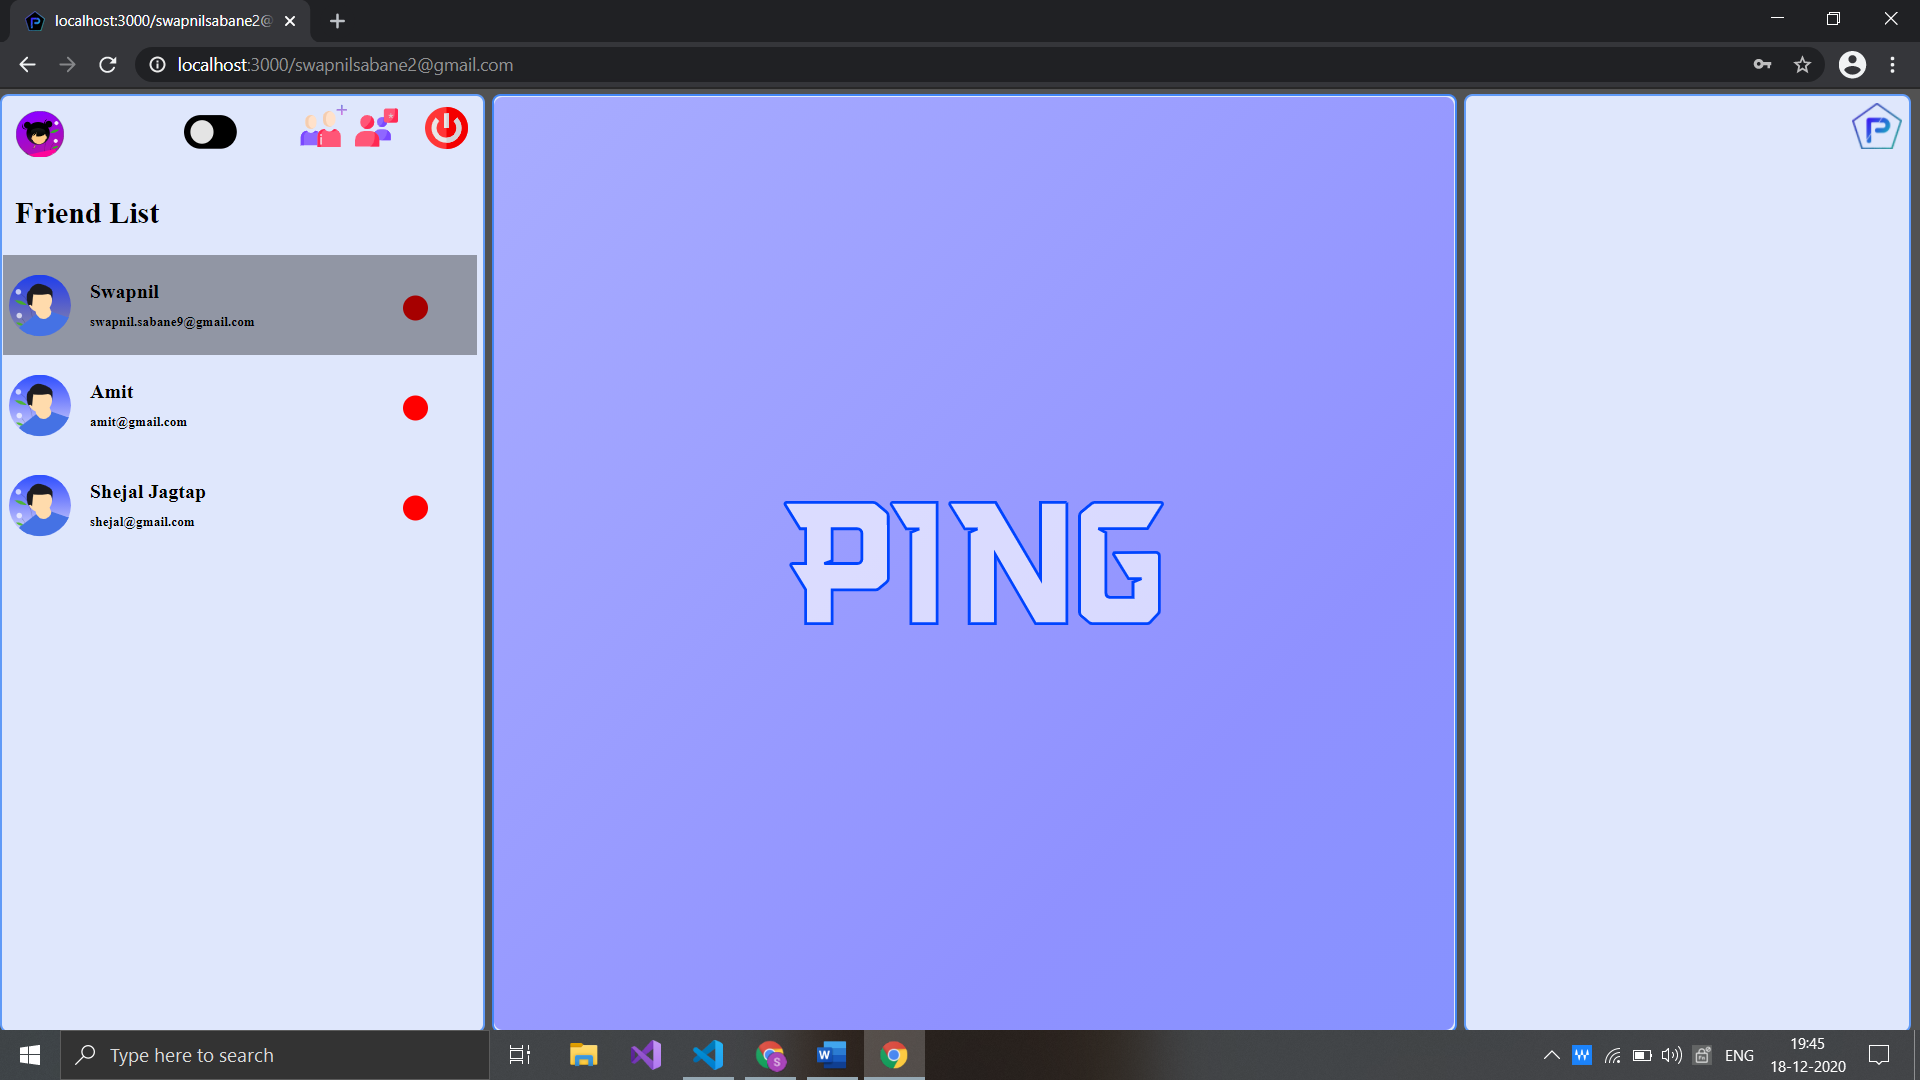 localhost:3000/swapnilsabane2@
localhost:3000/swapnilsabane2@gmail.com
Friend List
Swapnil
swapnil.sabane9@gmail.com
Amit
amit@gmail.com
Shejal Jagtap
shejal@gmail.com
PING
P
Type here to search
S
W
W
ENG
19:45
18-12-2020